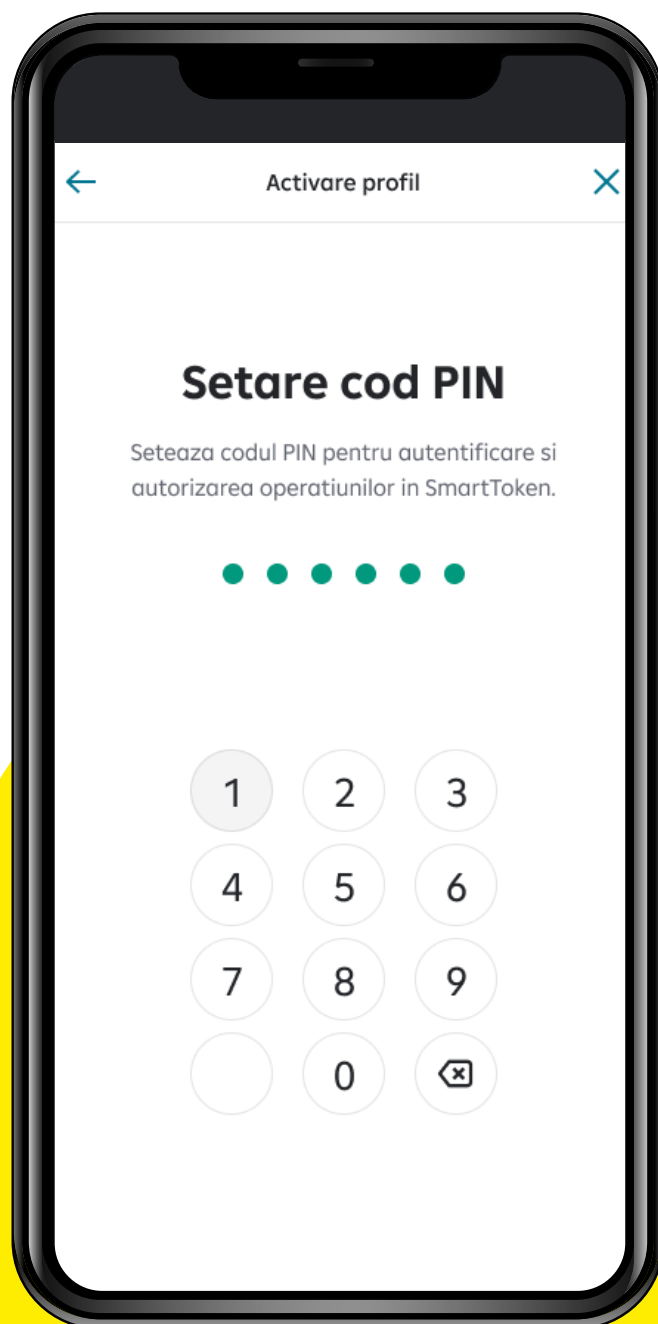 Activare profil
Setare cod PIN
Seteaza codul PIN pentru autentificare si
autorizarea operatiunilor in SmartToken.
1 2 3
4 5 6
7 8 9
0